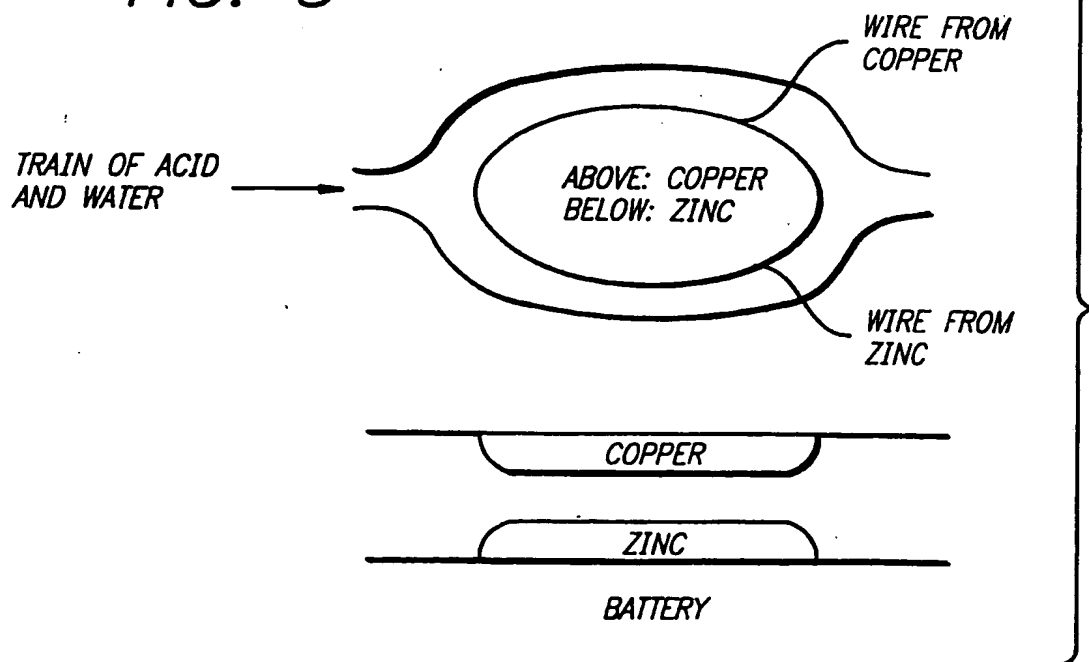 WIRE FROM
COPPER
TRAIN OF ACID
AND WATER
ABOVE: COPPER
BELOW: ZINC
WIRE FROM
ZINC
COPPER
ZINC
BATTERY